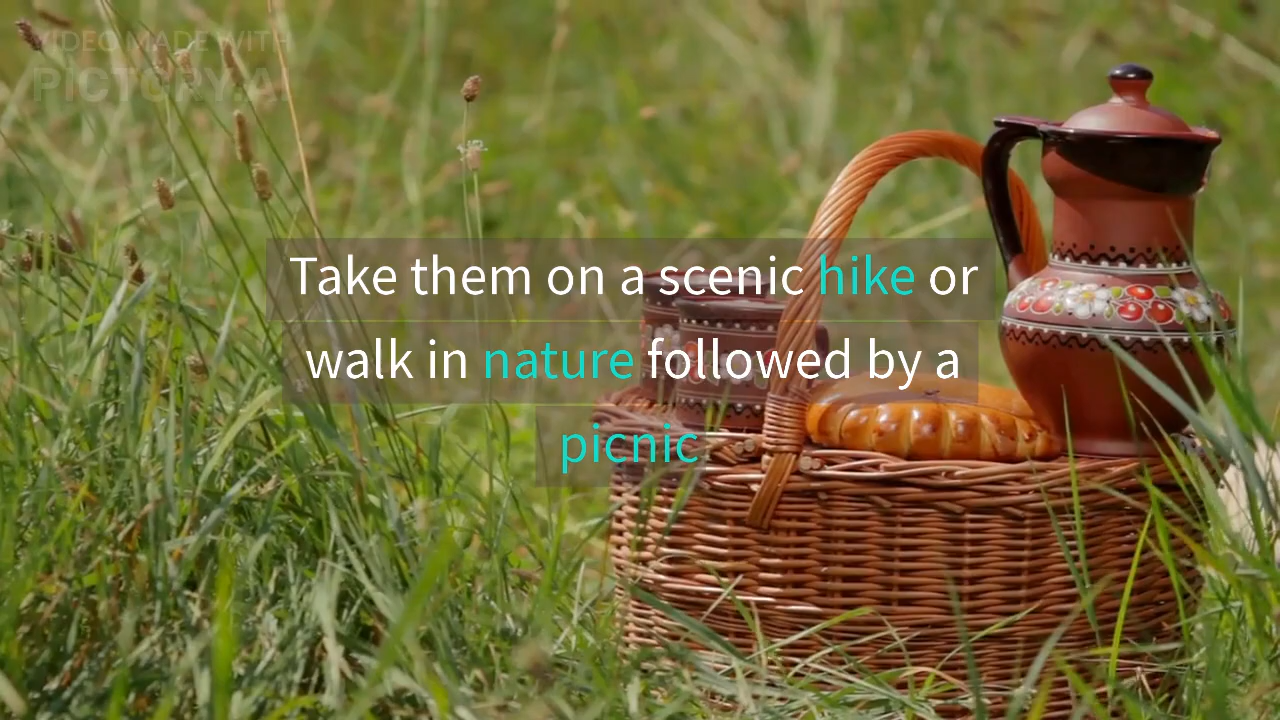 VIDEO MADE WITH
PICTORY.AI
Take them on a scenic hike or
walk in nature followed by a
picnic